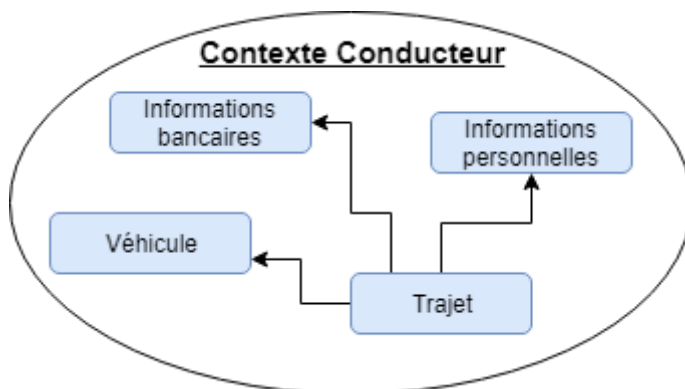 Contexte Conducteur
Informations
bancaires
Informations
personnelles
Véhicule
Trajet